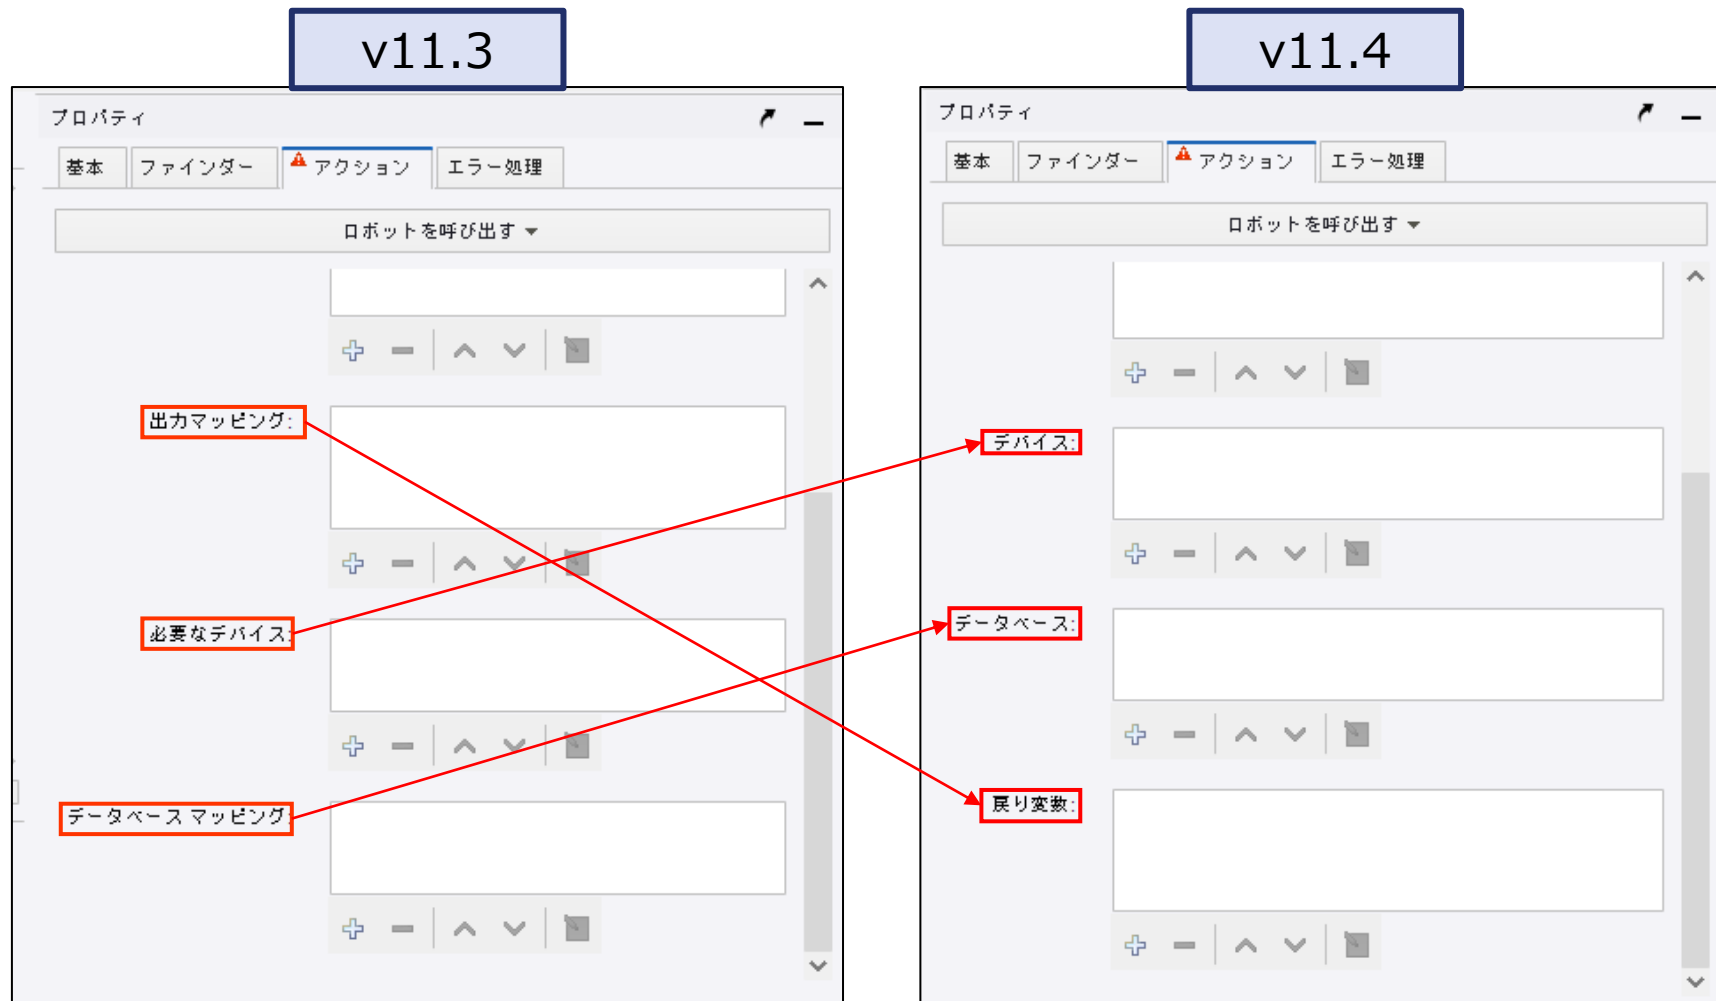 v11.3
プロパティ
基本 ファインダー アクション エラー処理
ロボットを呼び出す
出力マッピング:
必要なデバイス:
データベース マッピング:
v11.4
プロパティ
基本 ファインダー アクション エラー処理
ロボットを呼び出す
デバイス:
データベース:
戻り変数: